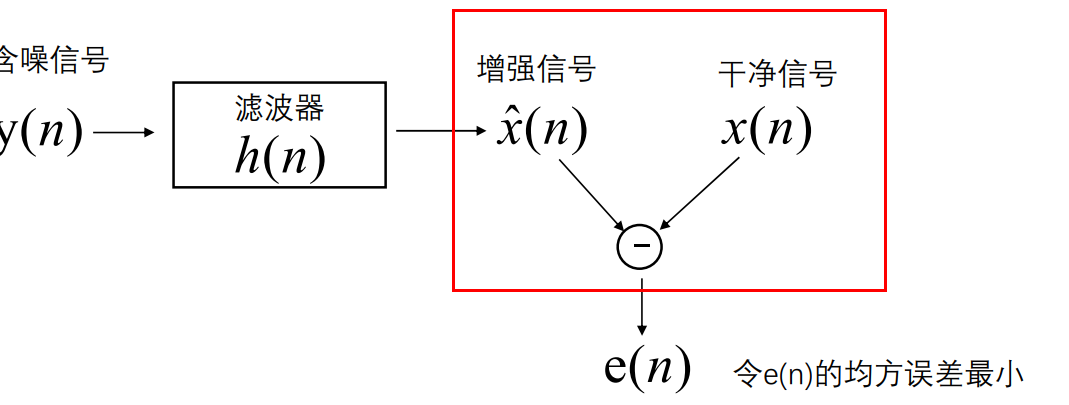 含噪信号
y(n)
滤波器
h(n)
增强信号
x̂(n)
干净信号
x(n)
−
e(n)
令e(n)的均方误差最小